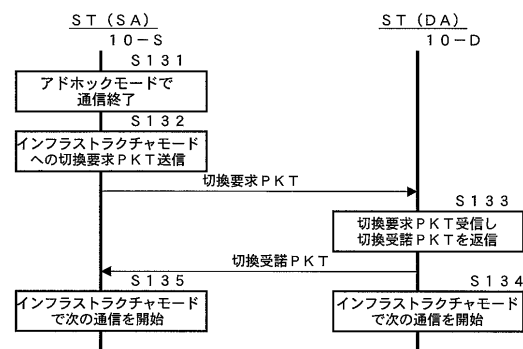 ST(SA)
10-S
ST(DA)
10-D
S131
アドホックモードで
通信終了
S132
インフラストラクチャモード
への切換要求PKT送信
切換要求PKT
S133
切換要求PKT受信し
切換受諾PKTを返信
切換受諾PKT
S135
インフラストラクチャモード
で次の通信を開始
S134
インフラストラクチャモード
で次の通信を開始